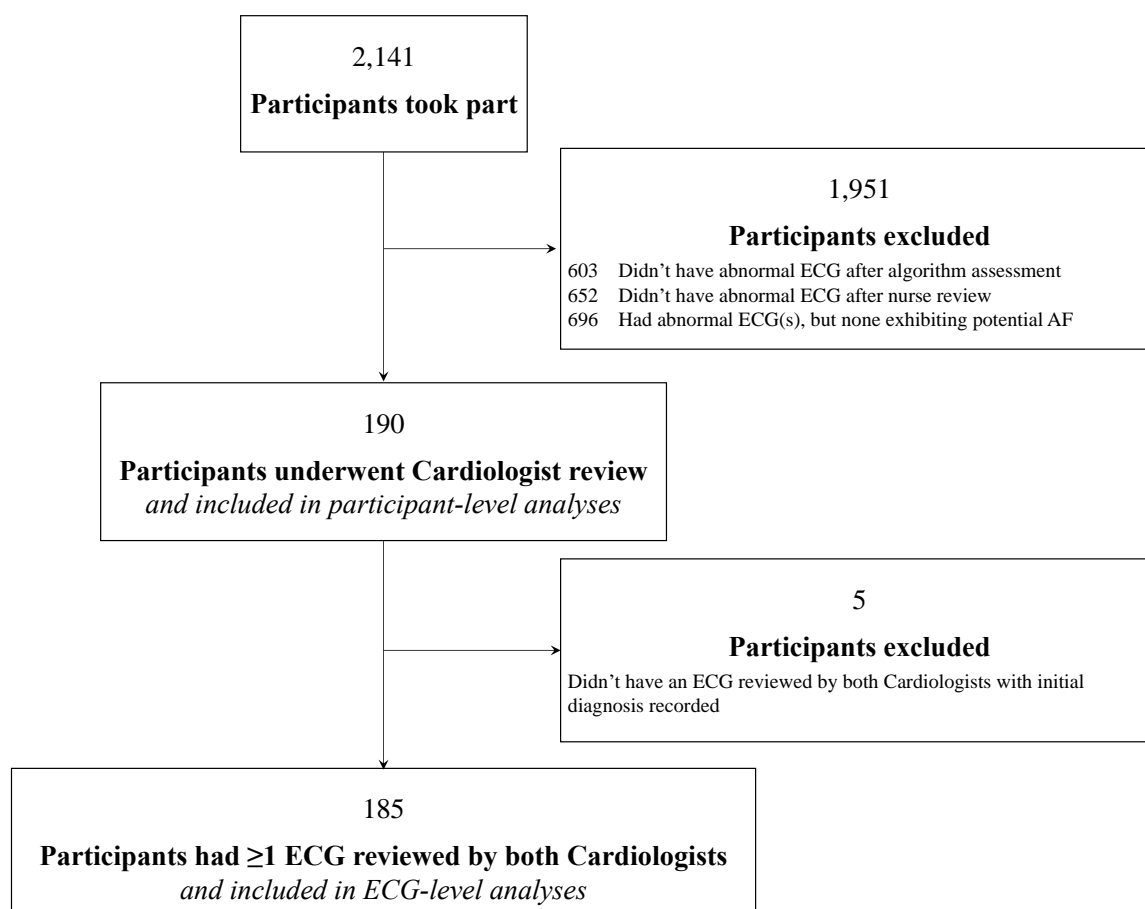 2,141
Participants took part
1,951
Participants excluded
603 Didn’t have abnormal ECG after algorithm assessment
652 Didn’t have abnormal ECG after nurse review
696 Had abnormal ECG(s), but none exhibiting potential AF
190
Participants underwent Cardiologist review
and included in participant-level analyses
5
Participants excluded
Didn’t have an ECG reviewed by both Cardiologists with initial
diagnosis recorded
185
Participants had ≥1 ECG reviewed by both Cardiologists
and included in ECG-level analyses